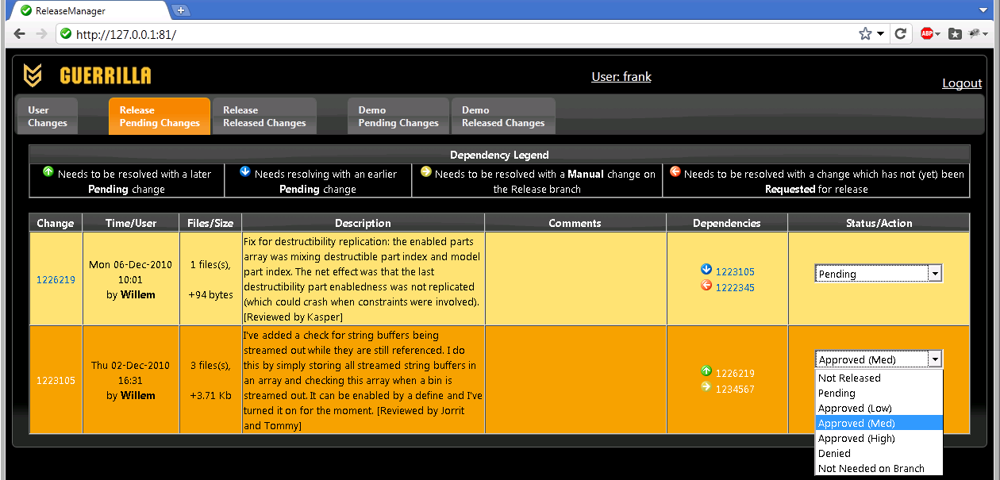 ReleaseManager
http://127.0.0.1:81/
ABP
GUERRILLA
User: frank
Logout
User
Changes
Release
Pending Changes
Release
Released Changes
Demo
Pending Changes
Demo
Released Changes
Dependency Legend
Needs to be resolved with a later
Pending change
Needs resolving with an earlier
Pending change
Needs to be resolved with a Manual change on
the Release branch
Needs to be resolved with a change which has not (yet) been
Requested for release
Change
Time/User
Files/Size
Description
Comments
Dependencies
Status/Action
1226219
Mon 06-Dec-2010
10:01
by Willem
1 files(s),
+94 bytes
Fix for destructibility replication: the enabled parts
array was mixing destructible part index and model
part index. The net effect was that the last
destructibility part enabledness was not replicated
(which could crash when constraints were involved).
[Reviewed by Kasper]
1223105
1222345
Pending
1223105
Thu 02-Dec-2010
16:31
by Willem
3 files(s),
+3.71 Kb
I've added a check for string buffers being
streamed out while they are still referenced. I do
this by simply storing all streamed string buffers in
an array and checking this array when a bin is
streamed out. It can be enabled by a define and I've
turned it on for the moment. [Reviewed by Jorrit
and Tommy]
1226219
1234567
Approved (Med)
Not Released
Pending
Approved (Low)
Approved (Med)
Approved (High)
Denied
Not Needed on Branch